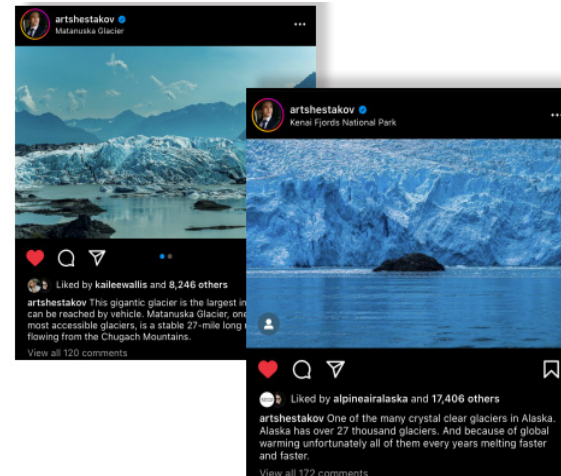 artshestakov
Matanuska Glacier
Liked by kaileewallis and 8,246 others
artshestakov This gigantic glacier is the largest in
can be reached by vehicle. Matanuska Glacier, one
most accessible glaciers, is a stable 27-mile long
flowing from the Chugach Mountains.
View all 120 comments
artshestakov
Kenai Fjords National Park
Liked by alpineairalaska and 17,406 others
artshestakov One of the many crystal clear glaciers in Alaska.
Alaska has over 27 thousand glaciers. And because of global
warming unfortunately all of them every years melting faster
and faster.
View all 172 comments